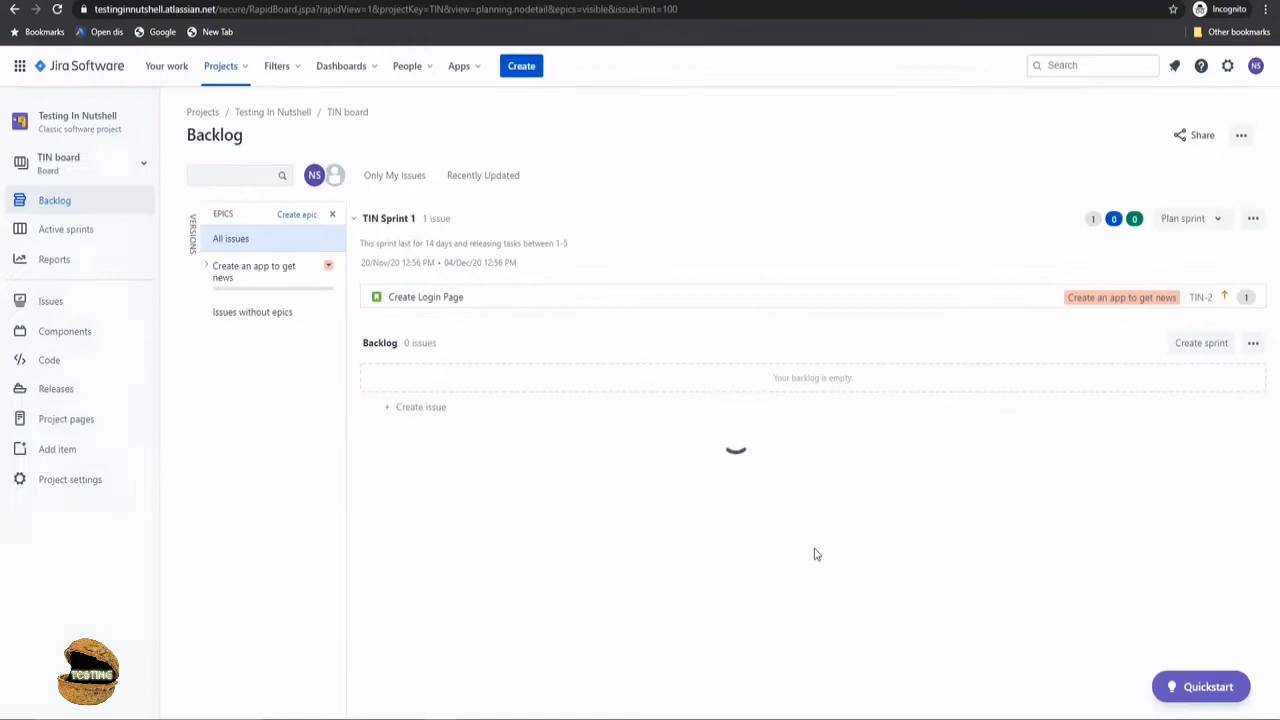 testinginnutshell.atlassian.net/secure/RapidBoard.jspa?rapidView=1&projectKey=TIN&view=planning.nodetail&epics=visible&issueLimit=100
Incognito
Bookmarks
Open dis
Google
New Tab
Other bookmarks
Jira Software
Your work
Projects
Filters
Dashboards
People
Apps
Create
Search
NS
Testing In Nutshell
Classic software project
TIN board
Board
Backlog
Active sprints
Reports
Issues
Components
Code
Releases
Project pages
Add item
Project settings
Projects / Testing In Nutshell / TIN board
Backlog
Share
NS
Only My Issues
Recently Updated
VERSIONS
EPICS
Create epic
All issues
Create an app to get
news
Issues without epics
TIN Sprint 1 1 issue
1 0 0
Plan sprint
This sprint last for 14 days and releasing tasks between 1-5
20/Nov/20 12:56 PM • 04/Dec/20 12:56 PM
Create Login Page
Create an app to get news
TIN-2
1
Backlog 0 issues
Create sprint
Your backlog is empty.
+ Create issue
TESTING
Quickstart